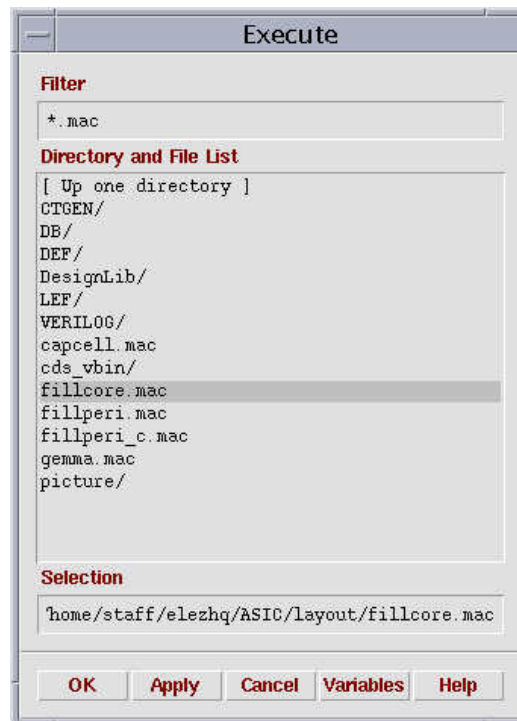 Execute
Filter
*.mac
Directory and File List
[ Up one directory ]
CTGEN/
DB/
DEF/
DesignLib/
LEF/
VERILOG/
capcell.mac
cds_vbin/
fillcore.mac
fillperi.mac
fillperi_c.mac
gemma.mac
picture/
Selection
home/staff/elezhq/ASIC/layout/fillcore.mac
OK Apply Cancel Variables Help